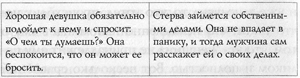 Хорошая девушка обязательно
подойдет к нему и спросит:
«О чем ты думаешь?» Она
беспокоится, что он может ее
бросить.
Стерва займется собственны-
ми делами. Она не впадает в
панику, и тогда мужчина сам
расскажет ей о своих делах.